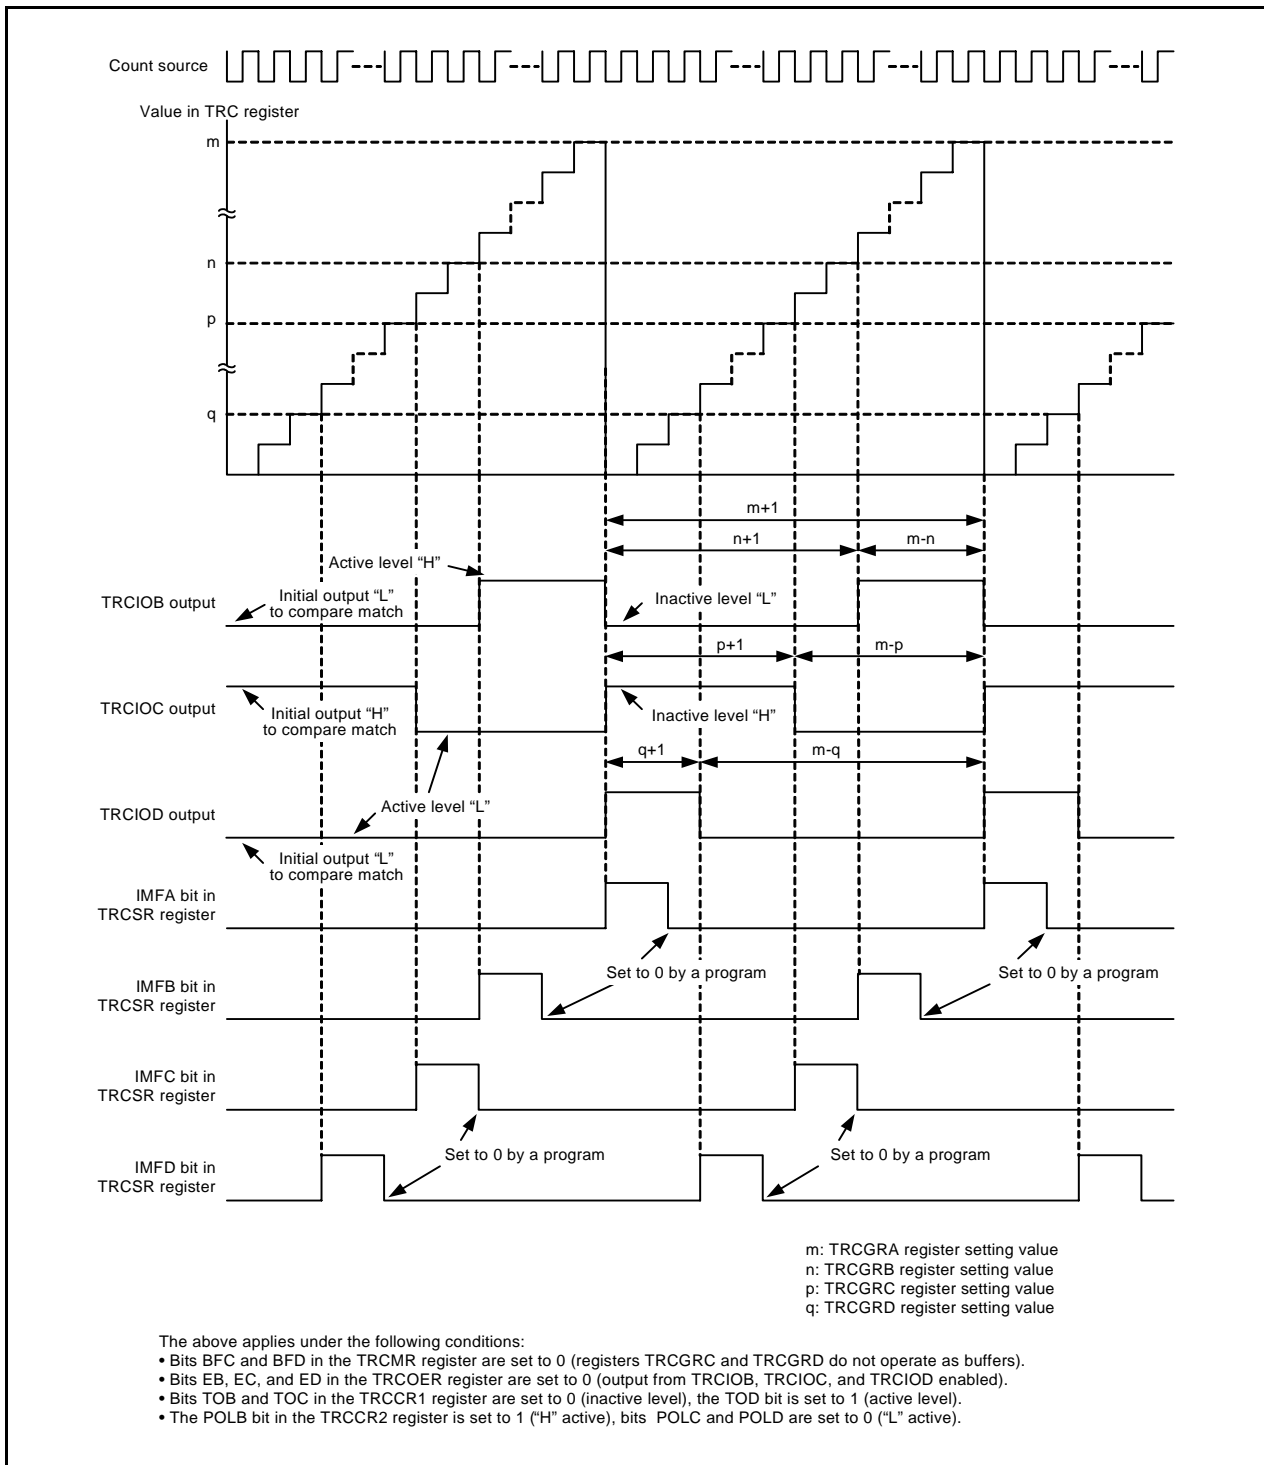 Count source
Value in TRC register
m
n
p
q
m+1
n+1
m-n
Active level “H”
TRCIOB output
Initial output “L”
to compare match
Inactive level “L”
p+1
m-p
TRCIOC output
Initial output “H”
to compare match
Inactive level “H”
q+1
m-q
TRCIOD output
Active level “L”
Initial output “L”
to compare match
IMFA bit in
TRCSR register
Set to 0 by a program
Set to 0 by a program
IMFB bit in
TRCSR register
IMFC bit in
TRCSR register
Set to 0 by a program
Set to 0 by a program
IMFD bit in
TRCSR register
m: TRCGRA register setting value
n: TRCGRB register setting value
p: TRCGRC register setting value
q: TRCGRD register setting value
The above applies under the following conditions:
• Bits BFC and BFD in the TRCMR register are set to 0 (registers TRCGRC and TRCGRD do not operate as buffers).
• Bits EB, EC, and ED in the TRCOER register are set to 0 (output from TRCIOB, TRCIOC, and TRCIOD enabled).
• Bits TOB and TOC in the TRCCR1 register are set to 0 (inactive level), the TOD bit is set to 1 (active level).
• The POLB bit in the TRCCR2 register is set to 1 (“H” active), bits POLC and POLD are set to 0 (“L” active).